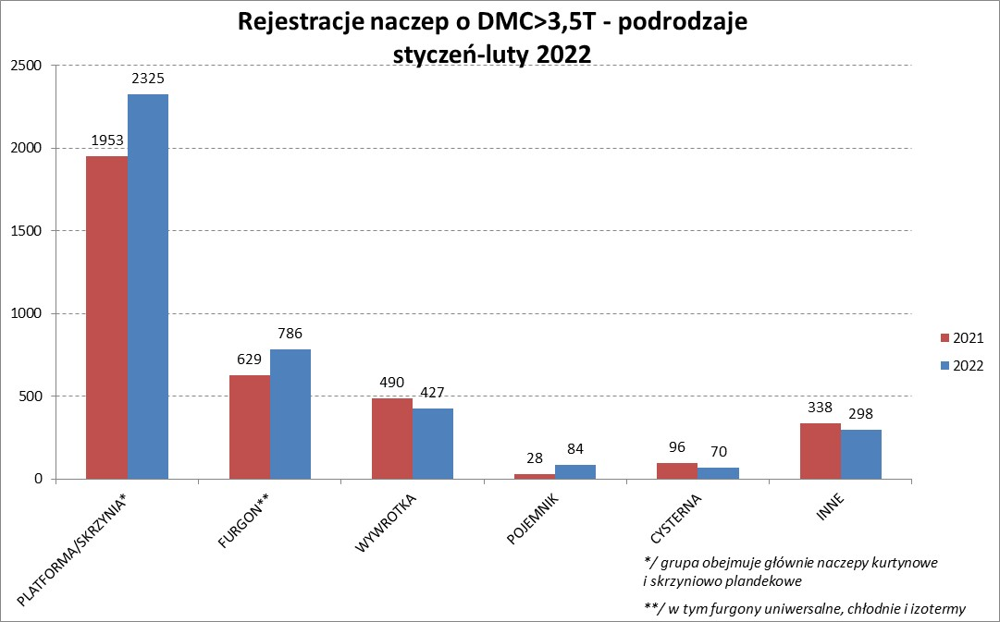 Rejestracje naczep o DMC>3,5T - podrodzaje
styczeń-luty 2022
2500
2000
1500
1000
500
0
1953
2325
629
786
490
427
28
84
96
70
338
298
2021
2022
PLATFORMA/SKRZYNIA*
FURGON**
WYWROTKA
POJEMNIK
CYSTERNA
INNE
*/ grupa obejmuje głównie naczepy kurtynowe
i skrzyniowo plandekowe
**/ w tym furgony uniwersalne, chłodnie i izotermy